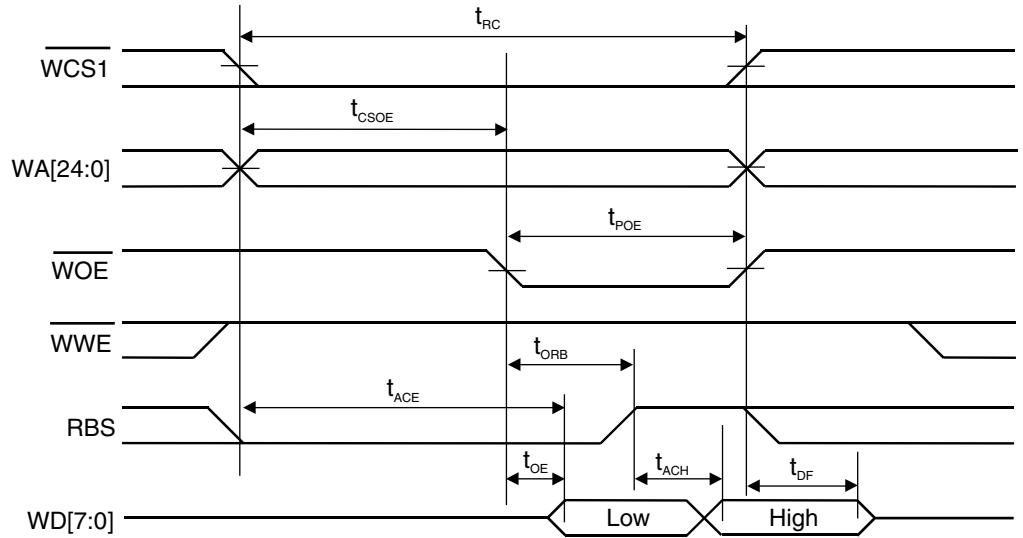 tRC
WCS1
tCSOE
WA[24:0]
tPOE
WOE
WWE
tORB
tACE
RBS
tOE
tACH
tDF
WD[7:0]
Low
High